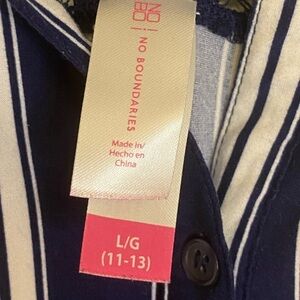 NO
BO
NO BOUNDARIES
Made in/
Hecho en
China
L/G
(11-13)